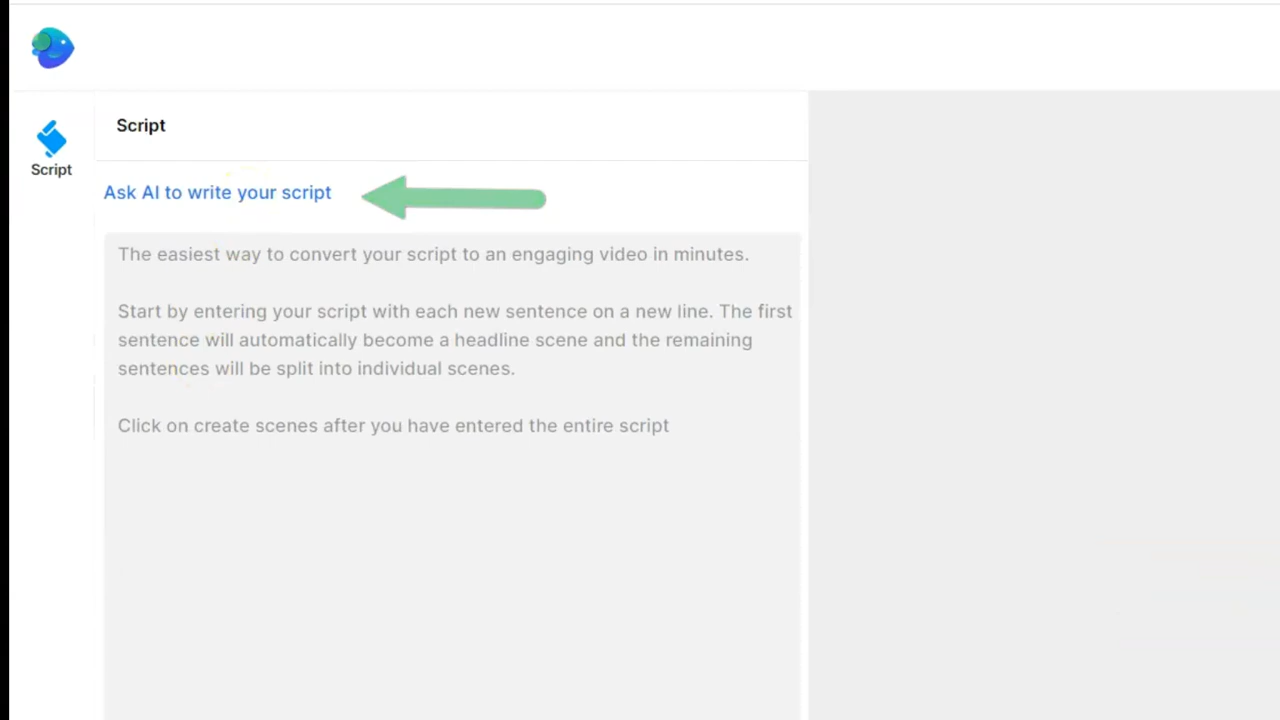 Script
Script
Ask AI to write your script
The easiest way to convert your script to an engaging video in minutes.
Start by entering your script with each new sentence on a new line. The first
sentence will automatically become a headline scene and the remaining
sentences will be split into individual scenes.
Click on create scenes after you have entered the entire script